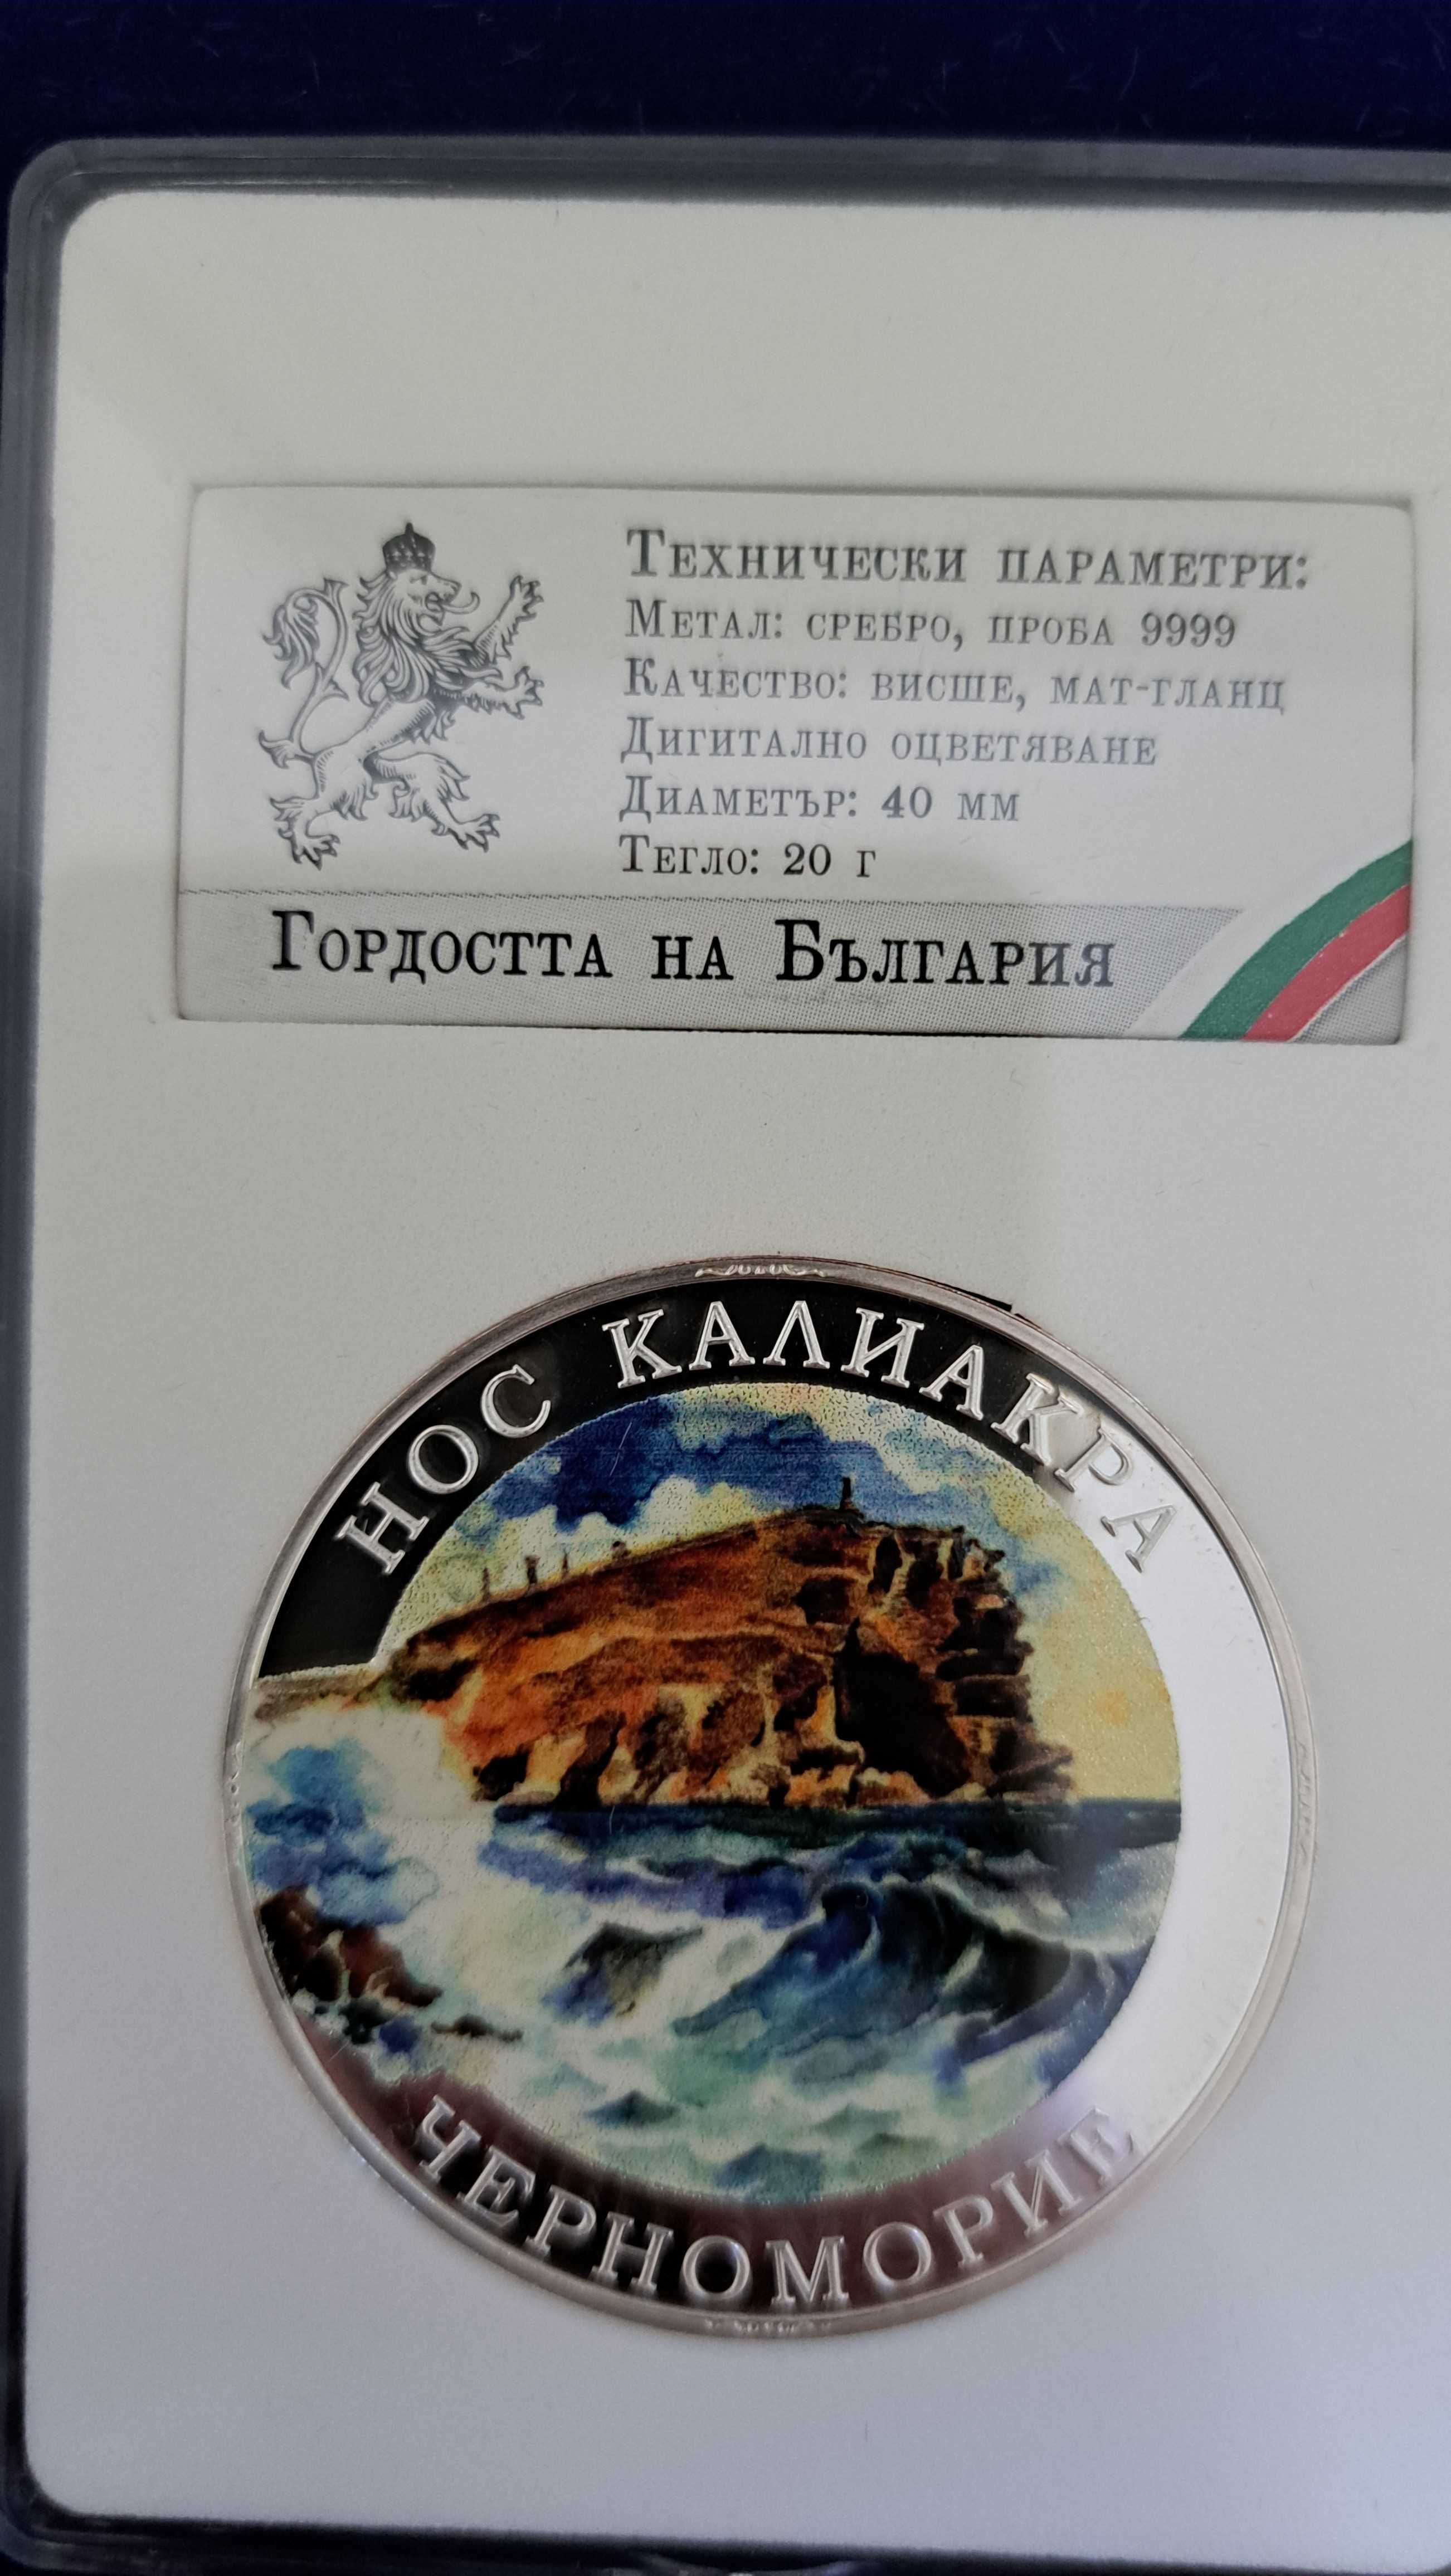 Технически параметри:
Метал: сребро, проба 9999
Качество: висше, мат-гланц
Дигитално оцветяване
Диаметър: 40 мм
Тегло: 20 г
Гордостта на България
НОС КАЛИАКРА
ЧЕРНОМОРИЕ